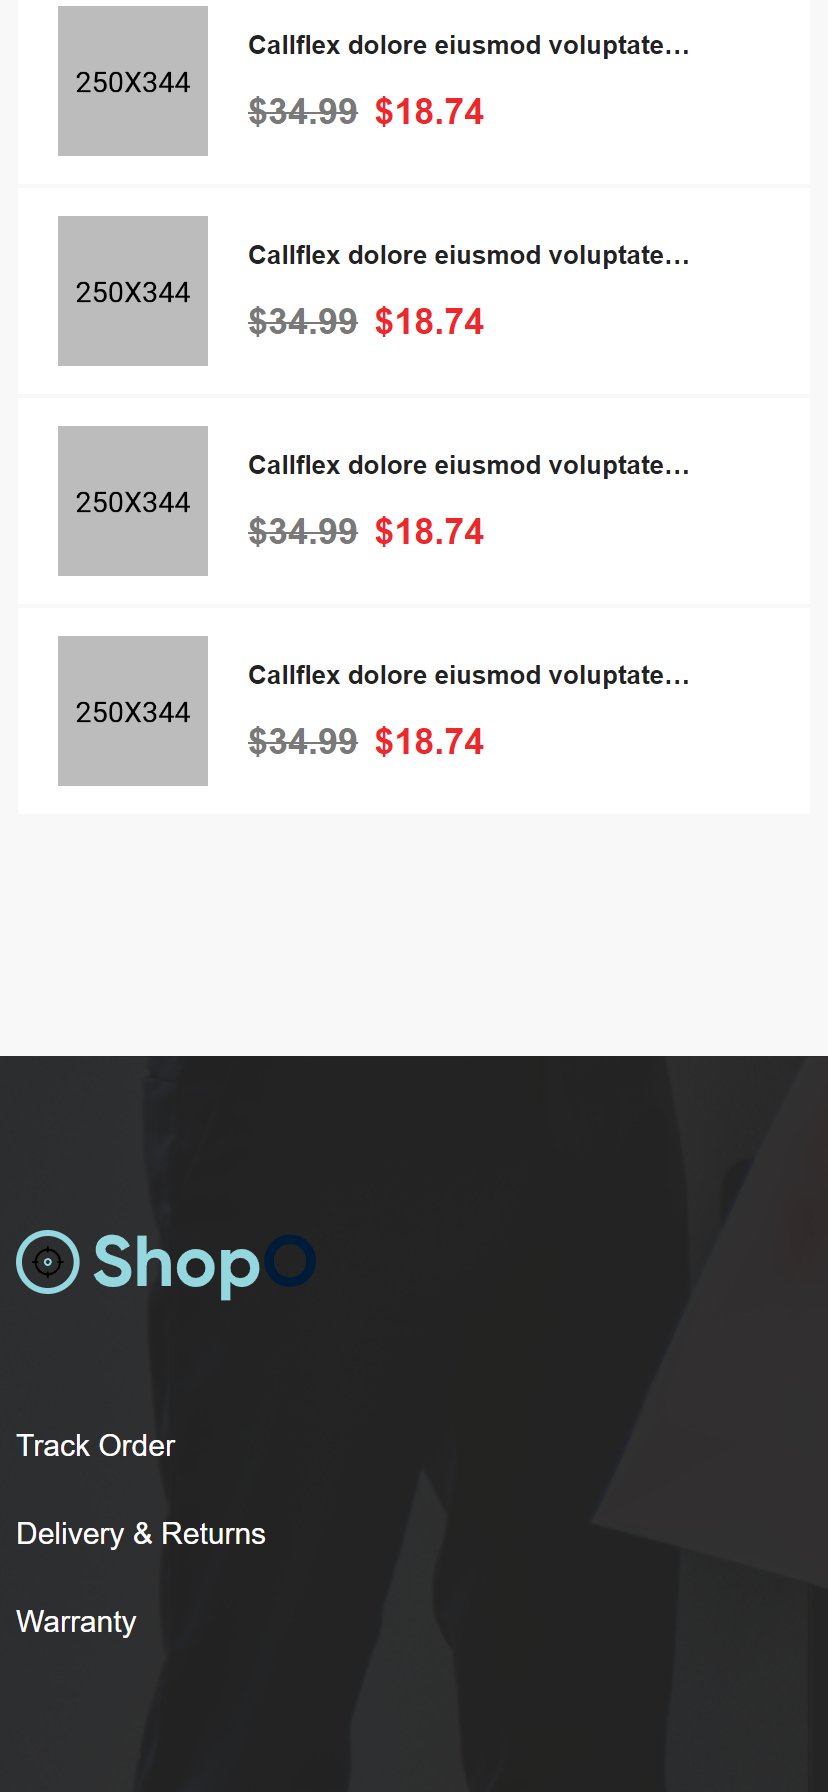 250X344
Callflex dolore eiusmod voluptate...
$34.99 $18.74
250X344
Callflex dolore eiusmod voluptate...
$34.99 $18.74
250X344
Callflex dolore eiusmod voluptate...
$34.99 $18.74
250X344
Callflex dolore eiusmod voluptate...
$34.99 $18.74
ShopO
Track Order
Delivery & Returns
Warranty